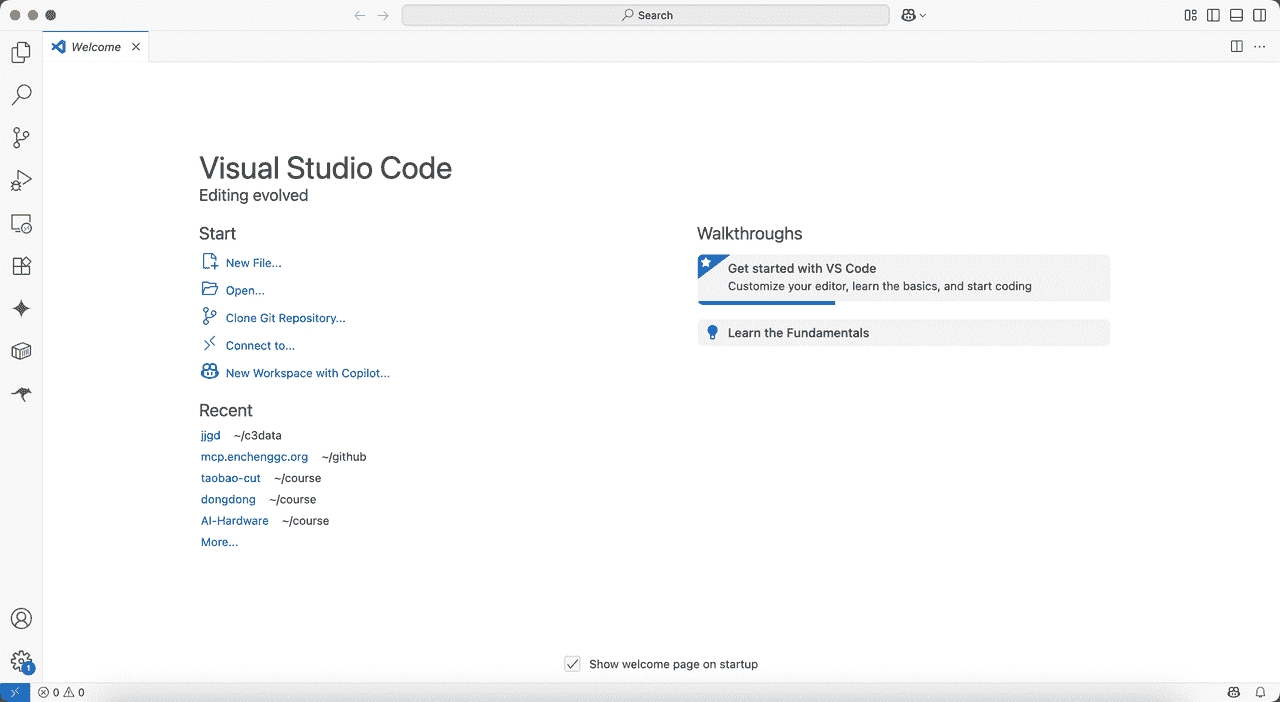 Search
Welcome
Visual Studio Code
Editing evolved
Start
New File...
Open...
Clone Git Repository...
Connect to...
New Workspace with Copilot...
Recent
jjgd ~/c3data
mcp.enchenggc.org ~/github
taobao-cut ~/course
dongdong ~/course
AI-Hardware ~/course
More...
Walkthroughs
Get started with VS Code
Customize your editor, learn the basics, and start coding
Learn the Fundamentals
Show welcome page on startup
1
0 0